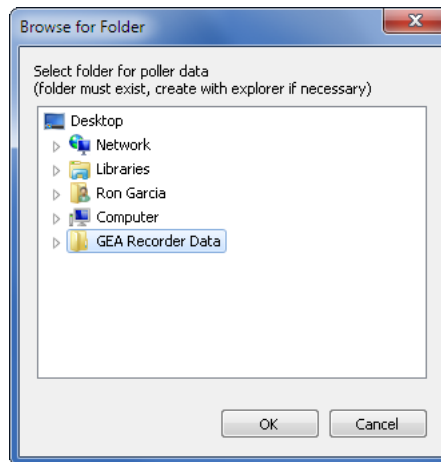 Browse for Folder
Select folder for poller data
(folder must exist, create with explorer if necessary)
Desktop
Network
Libraries
Ron Garcia
Computer
GEA Recorder Data
OK
Cancel